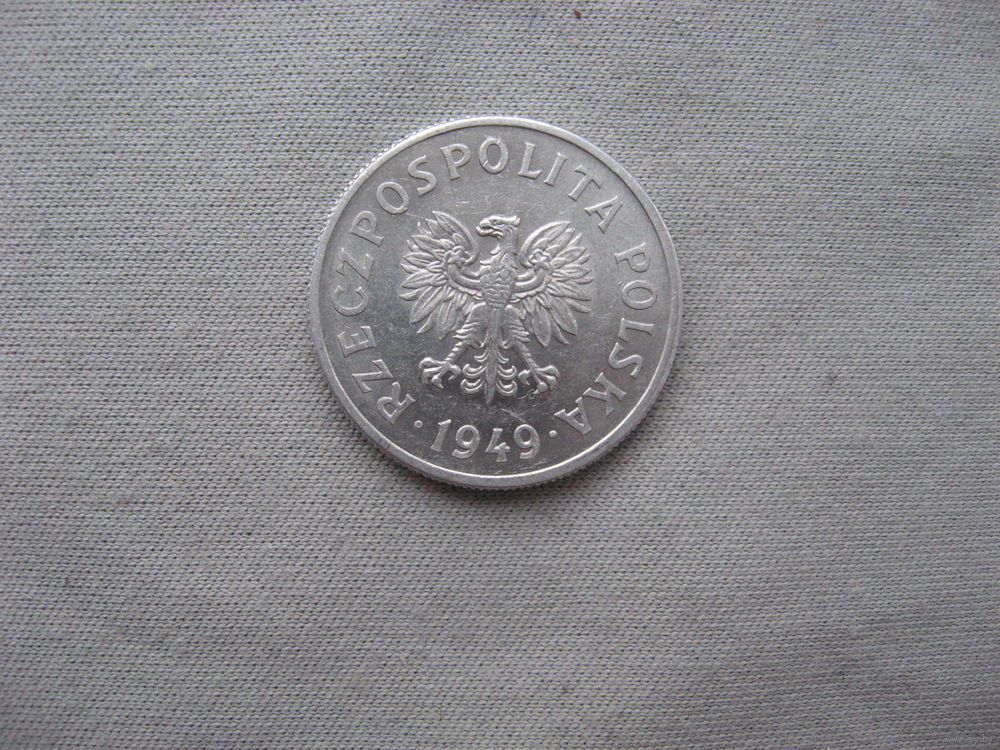 RZECZPOSPOLITA POLSKA
· 1949 ·